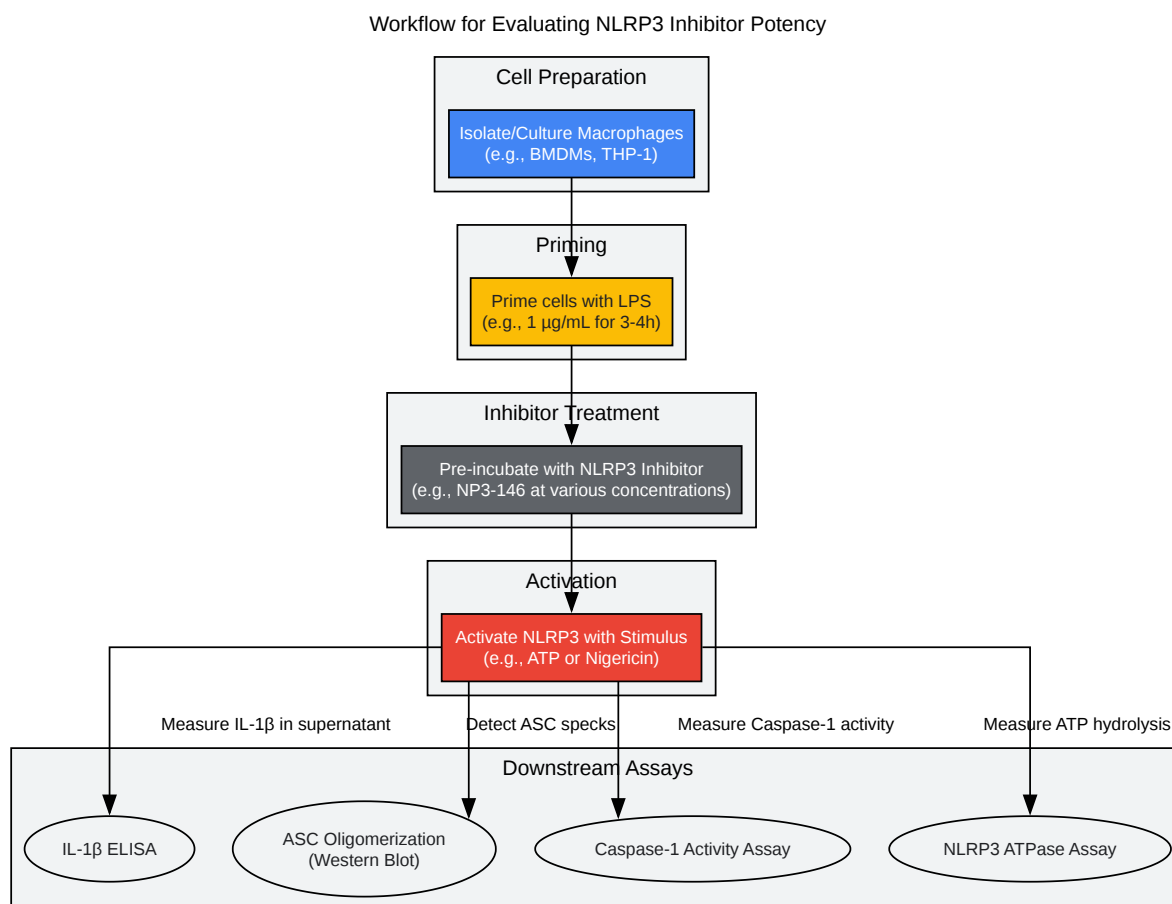 Workflow for Evaluating NLRP3 Inhibitor Potency
Cell Preparation
Isolate/Culture Macrophages
(e.g., BMDMs, THP-1)
Priming
Prime cells with LPS
(e.g., 1 µg/mL for 3-4h)
Inhibitor Treatment
Pre-incubate with NLRP3 Inhibitor
(e.g., NP3-146 at various concentrations)
Activation
Activate NLRP3 with Stimulus
(e.g., ATP or Nigericin)
Measure IL-1β in supernatant
Detect ASC specks
Measure Caspase-1 activity
Measure ATP hydrolysis
Downstream Assays
IL-1β ELISA
ASC Oligomerization
(Western Blot)
Caspase-1 Activity Assay
NLRP3 ATPase Assay